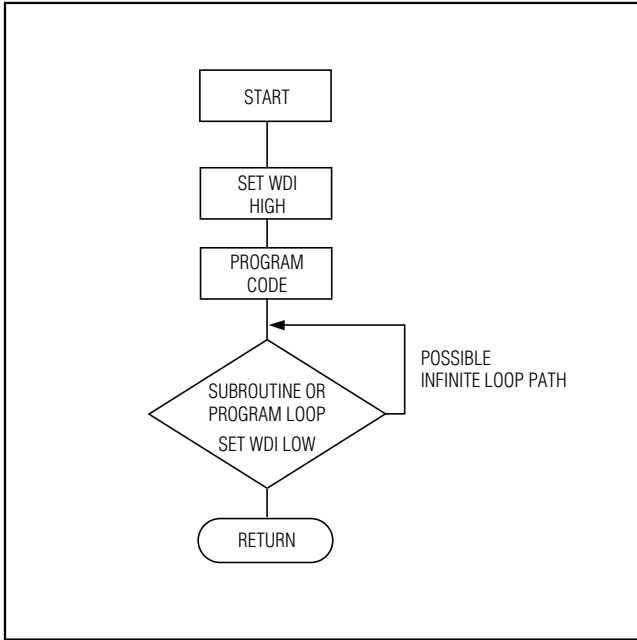 START
SET WDI
HIGH
PROGRAM
CODE
POSSIBLE
INFINITE LOOP PATH
SUBROUTINE OR
PROGRAM LOOP
SET WDI LOW
RETURN